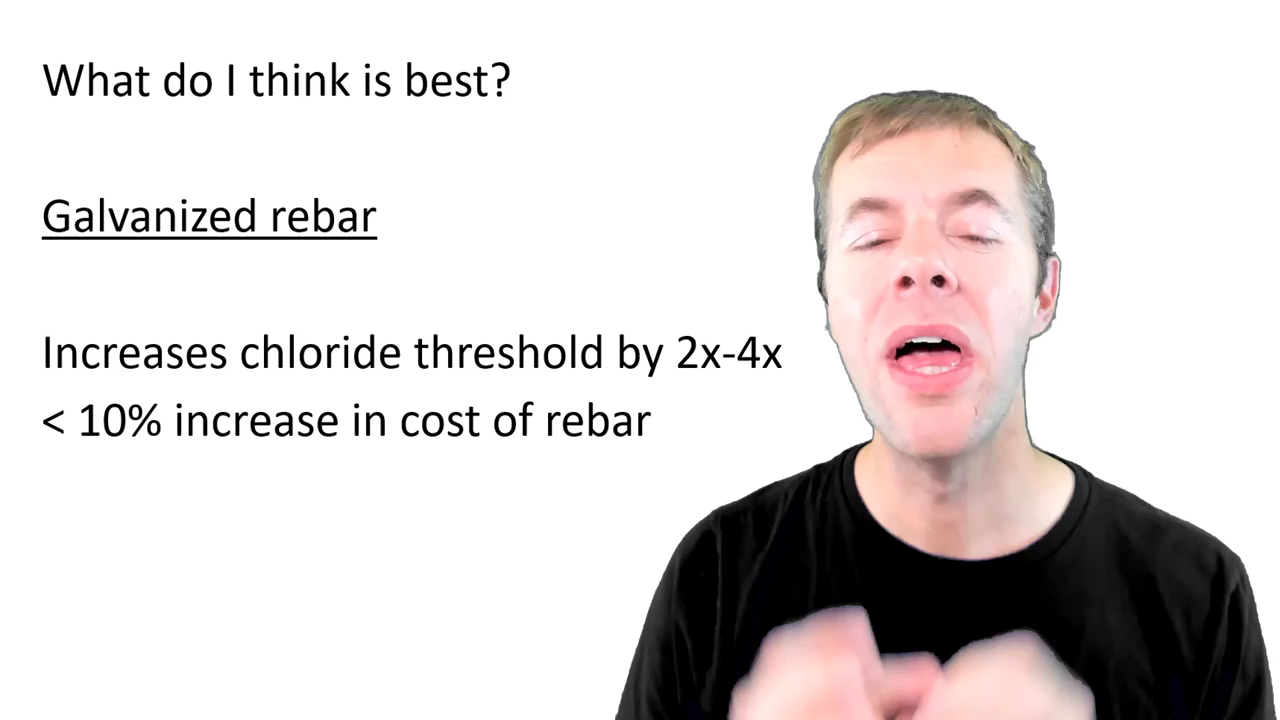 What do I think is best?
Galvanized rebar
Increases chloride threshold by 2x-4x
< 10% increase in cost of rebar